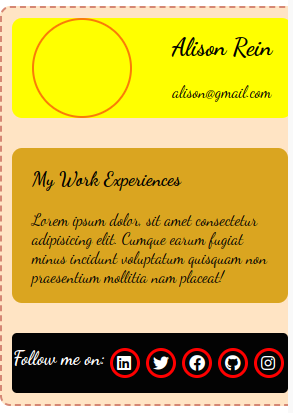 Alison Rein
alison@gmail.com
My Work Experiences
Lorem ipsum dolor, sit amet consectetur
adipisicing elit. Cumque earum fugiat
minus incidunt voluptatum quisquam non
praesentium mollitia nam placeat!
Follow me on: